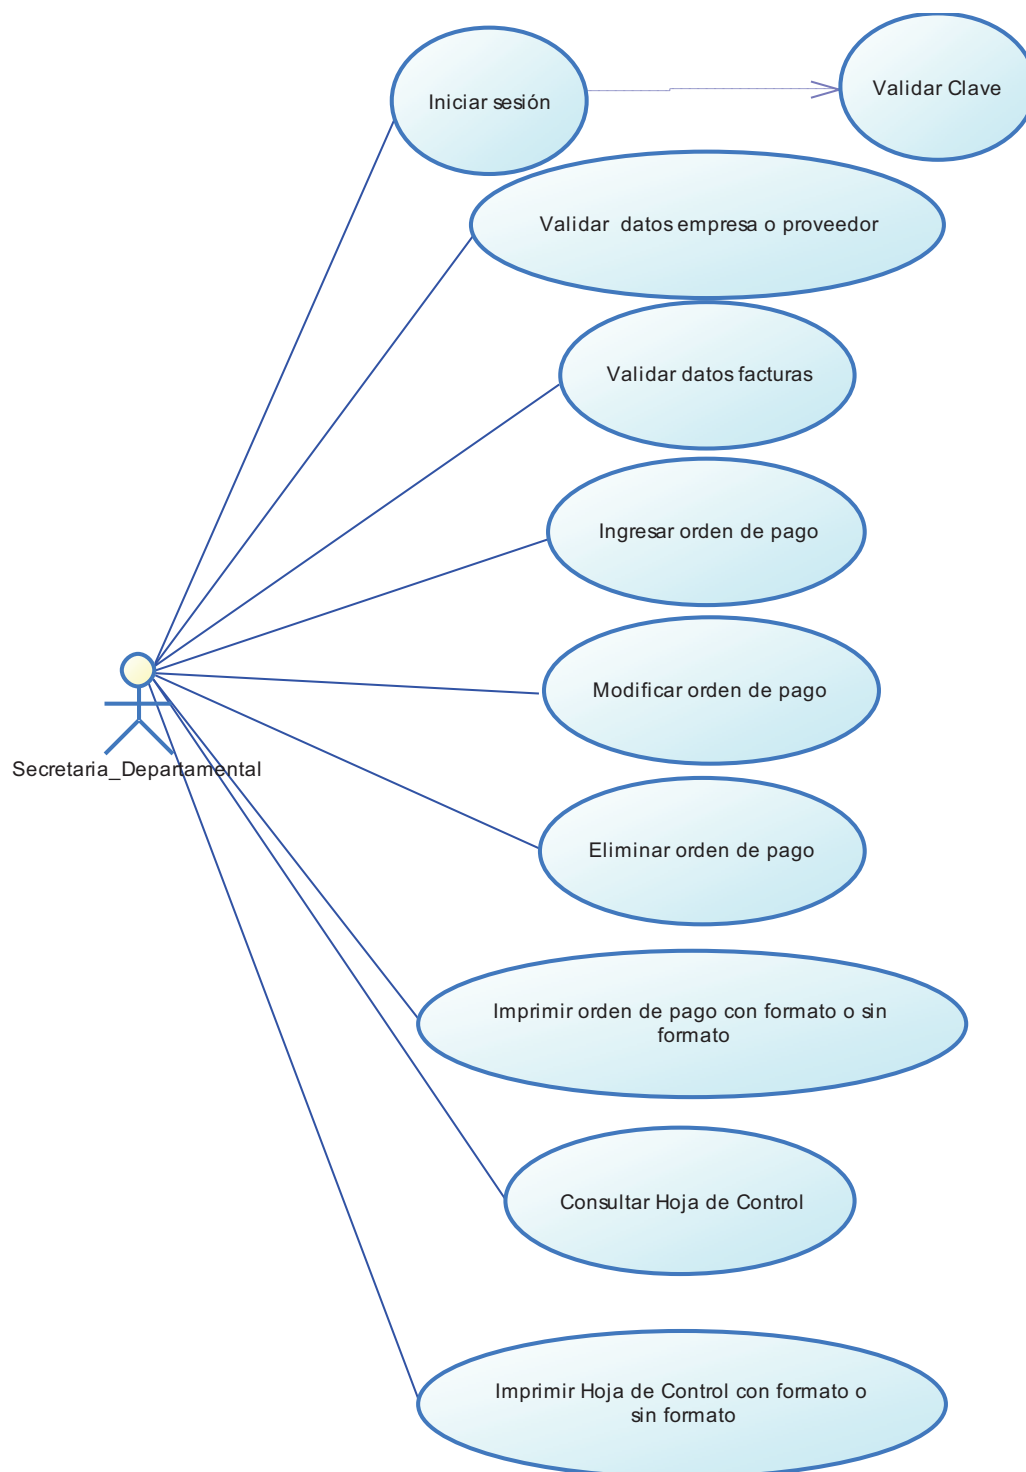 Iniciar sesión
Validar Clave
Validar datos empresa o proveedor
Validar datos facturas
Ingresar orden de pago
Modificar orden de pago
Secretaria_Departamental
Eliminar orden de pago
Imprimir orden de pago con formato o sin
formato
Consultar Hoja de Control
Imprimir Hoja de Control con formato o
sin formato